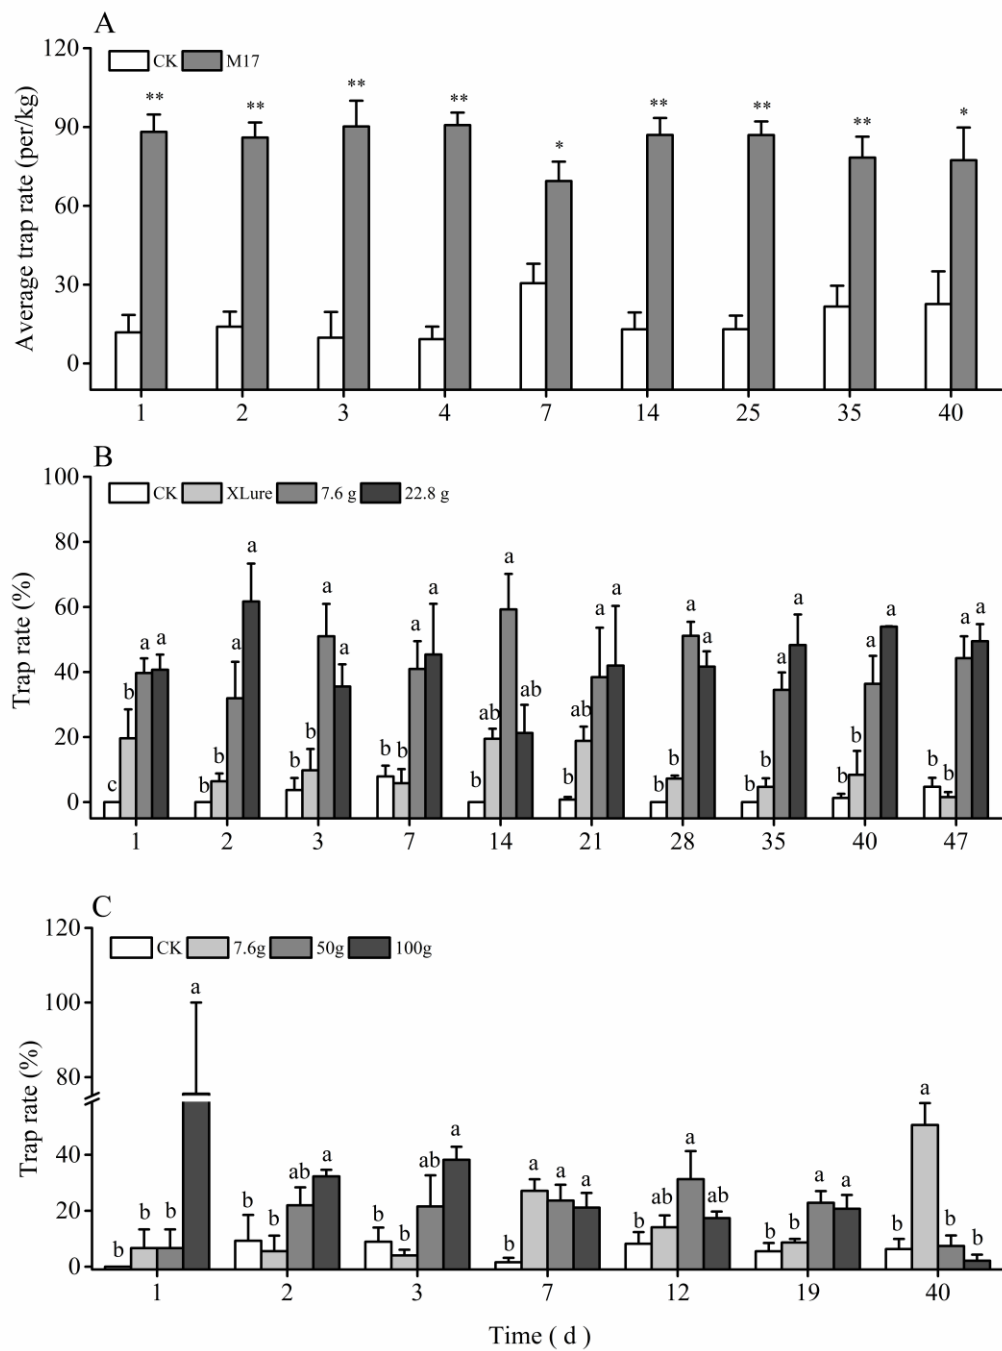 A
120
CK M17
90
60
30
0
Average trap rate (per/kg)
** ** ** ** * ** ** ** *
1 2 3 4 7 14 25 35 40
B
100
CK XLure 7.6 g 22.8 g
80
60
40
20
0
Trap rate (%)
c b a a b b a a b b a a b b a a b ab a ab b ab a a b b a a b b a a b b a a b b a a
1 2 3 7 14 21 28 35 40 47
C
120
CK 7.6g 50g 100g
100
80
40
20
0
Trap rate (%)
b b b a b b ab a b b ab a b a a a b ab a ab b b a a b a b b
1 2 3 7 12 19 40
Time ( d )